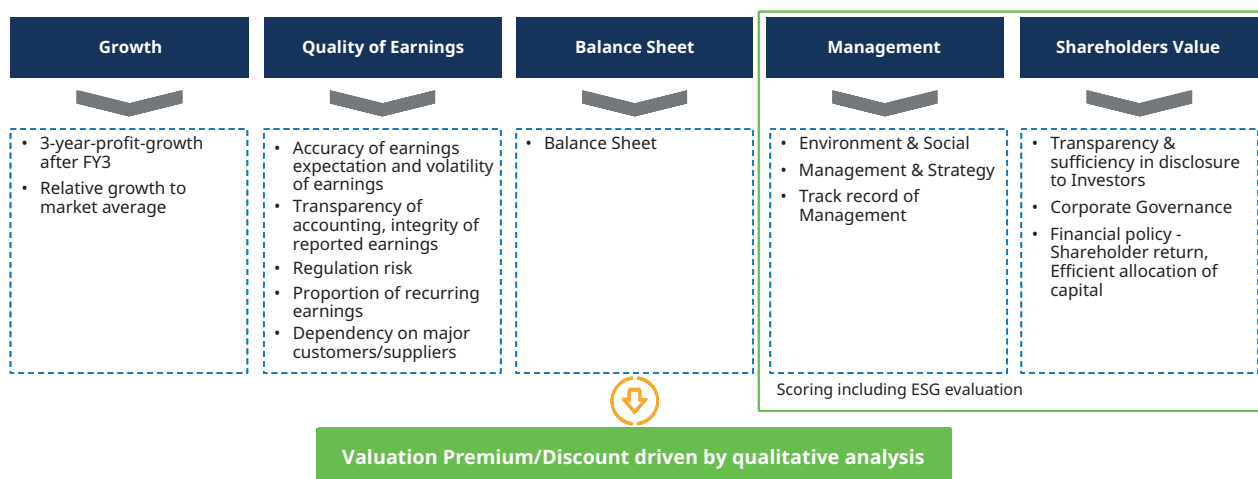 Growth
Quality of Earnings
Balance Sheet
Management
Shareholders Value
• 3-year-profit-growth
after FY3
• Relative growth to
market average
• Accuracy of earnings
expectation and volatility
of earnings
• Transparency of
accounting, integrity of
reported earnings
• Regulation risk
• Proportion of recurring
earnings
• Dependency on major
customers/suppliers
• Balance Sheet
• Environment & Social
• Management & Strategy
• Track record of
Management
• Transparency &
sufficiency in disclosure
to Investors
• Corporate Governance
• Financial policy -
Shareholder return,
Efficient allocation of
capital
Scoring including ESG evaluation
Valuation Premium/Discount driven by qualitative analysis